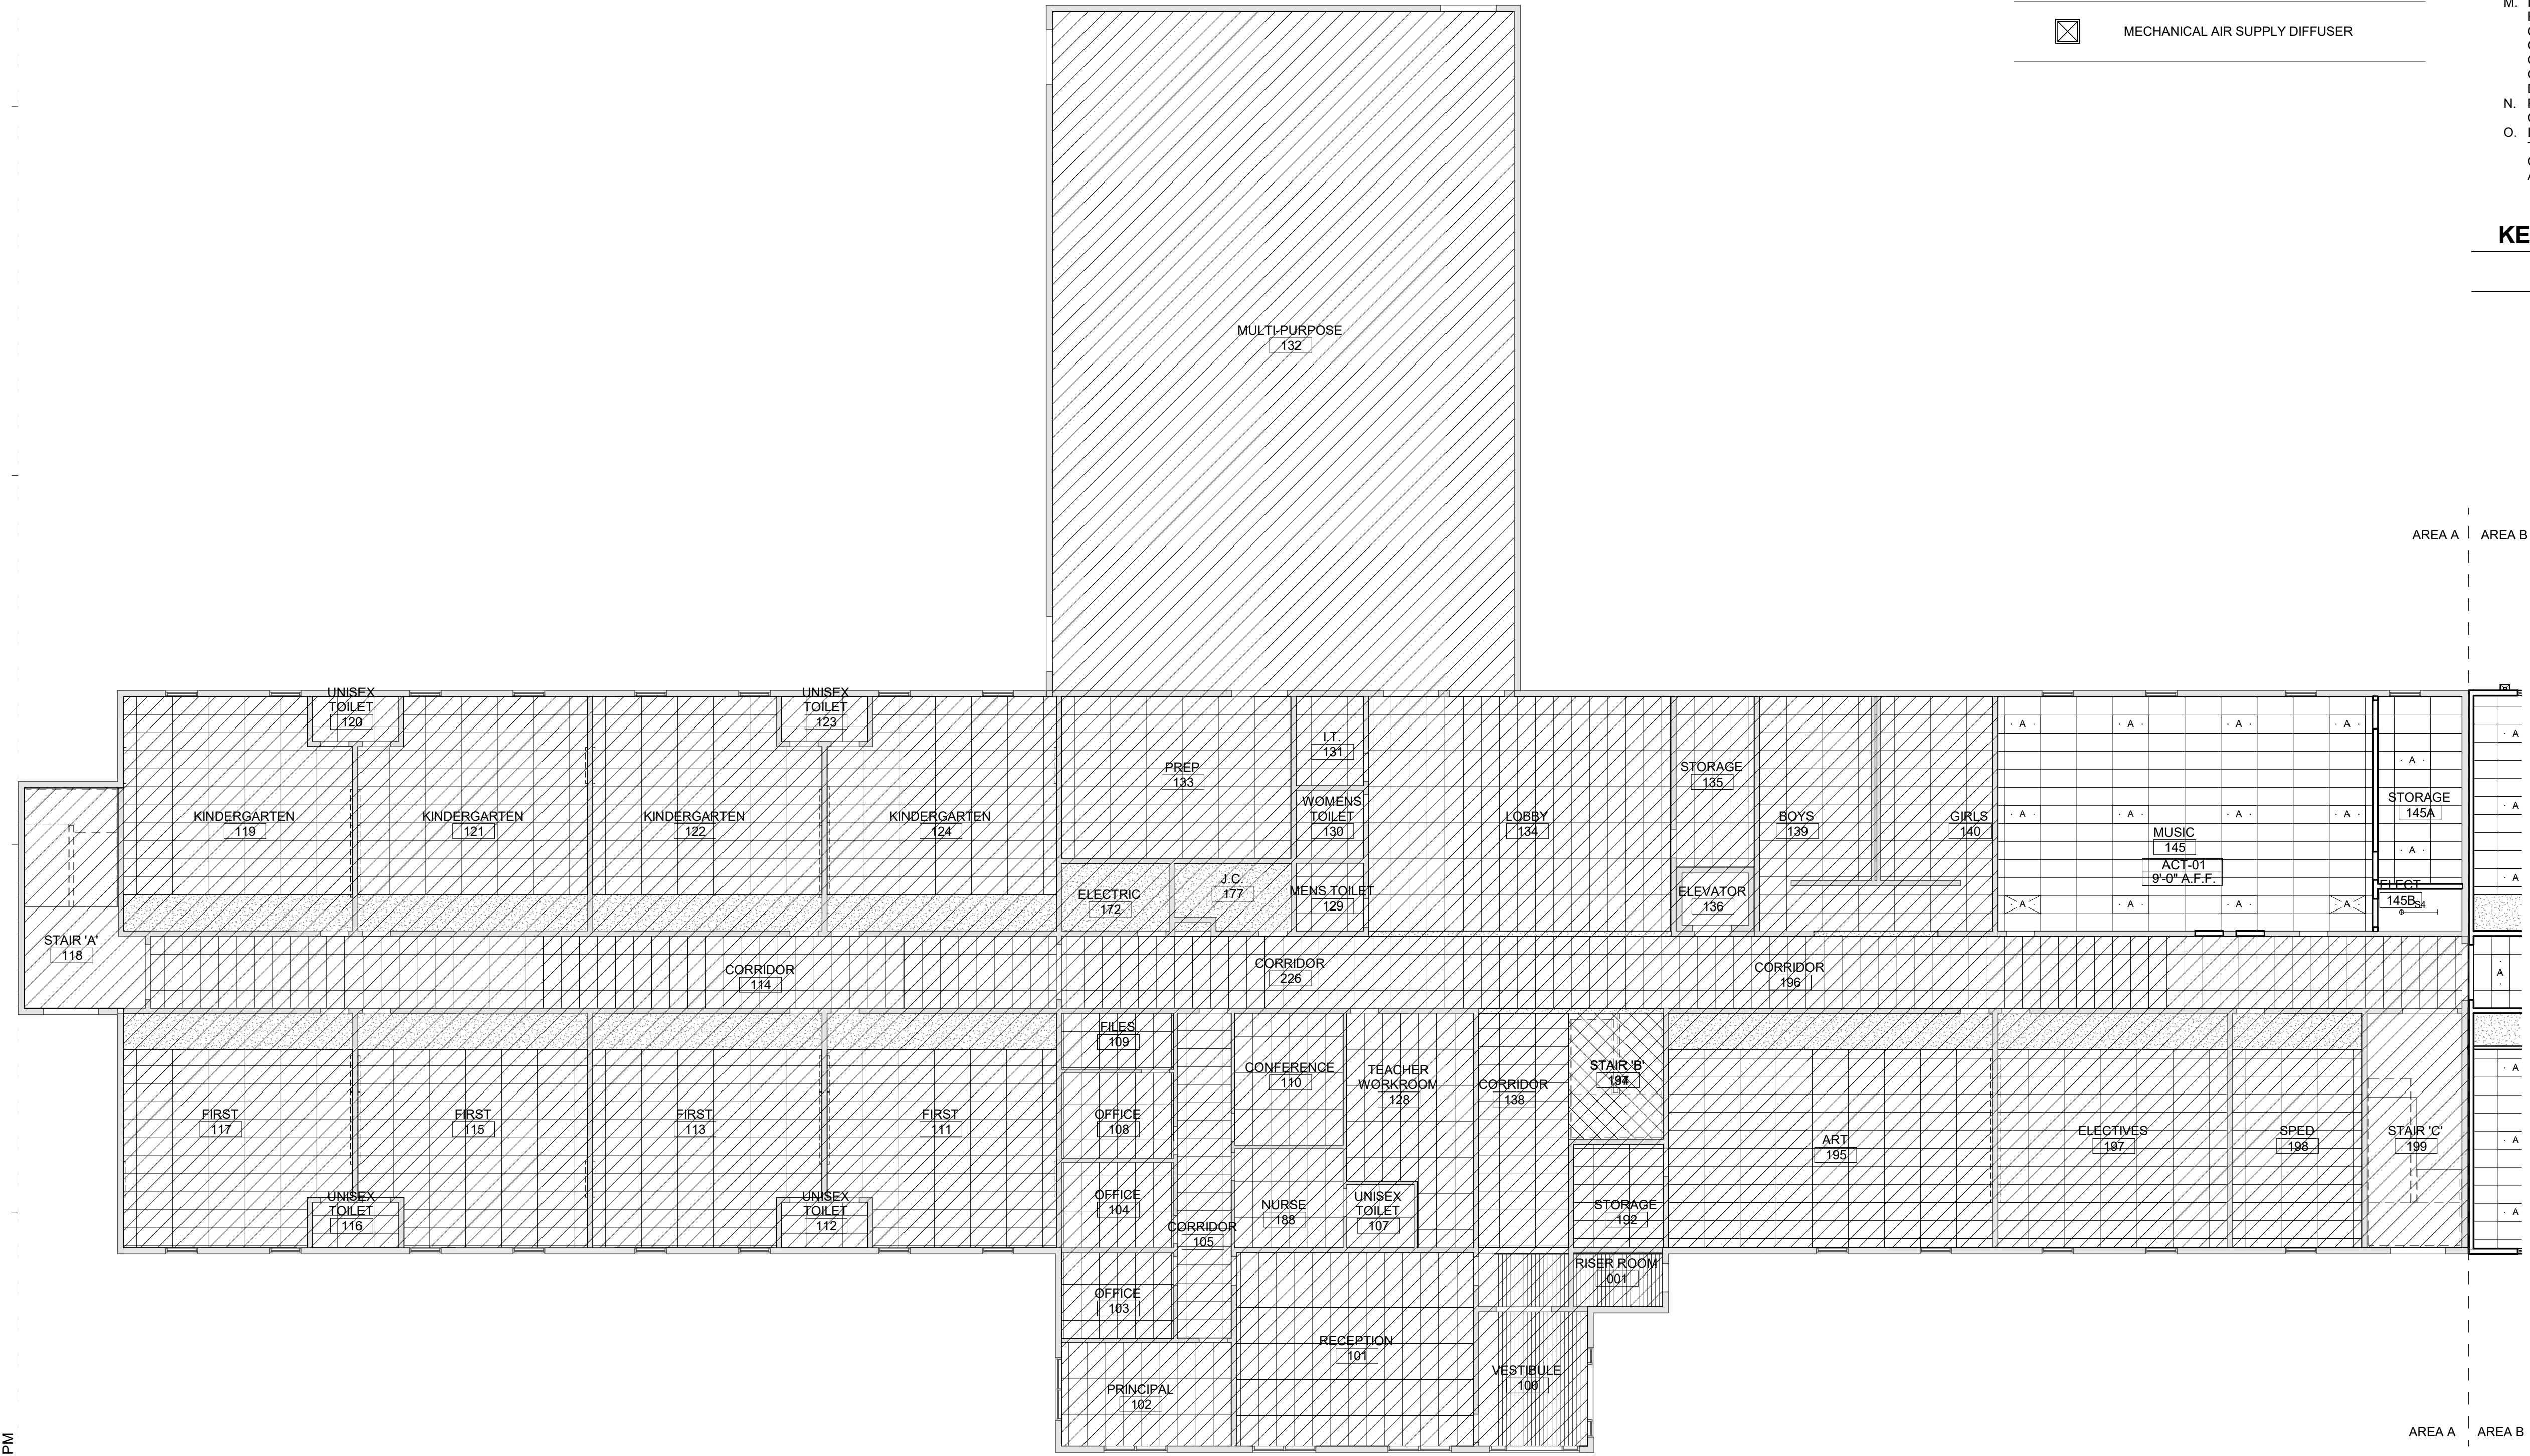 M.
MECHANICAL AIR SUPPLY DIFFUSER
N.
O.
KE
MULTI-PURPOSE
132
AREA A
AREA B
UNISEX
TOILET
120
UNISEX
TOILET
123
KINDERGARTEN
119
KINDERGARTEN
121
KINDERGARTEN
122
KINDERGARTEN
124
PREP
133
I.T.
131
WOMENS
TOILET
130
MENS TOILET
129
ELECTRIC
172
J.C.
177
LOBBY
134
STORAGE
135
ELEVATOR
136
BOYS
139
GIRLS
140
A
A
A
A
A
A
A
A
A
A
A
A
MUSIC
145
ACT-01
9'-0" A.F.F.
A
STORAGE
145A
A
ELECT
145B
S4
A
A
A
STAIR 'A'
118
CORRIDOR
114
CORRIDOR
226
CORRIDOR
196
A
FIRST
117
FIRST
115
FIRST
113
FIRST
111
UNISEX
TOILET
116
UNISEX
TOILET
112
FILES
109
OFFICE
108
OFFICE
104
OFFICE
103
CORRIDOR
105
CONFERENCE
110
TEACHER
WORKROOM
128
NURSE
188
UNISEX
TOILET
107
CORRIDOR
138
STAIR 'B'
STORAGE
192
RISER ROOM
001
ART
195
ELECTIVES
197
SPED
198
STAIR 'C'
199
A
A
A
PRINCIPAL
102
RECEPTION
101
VESTIBULE
100
AREA A
AREA B
PM